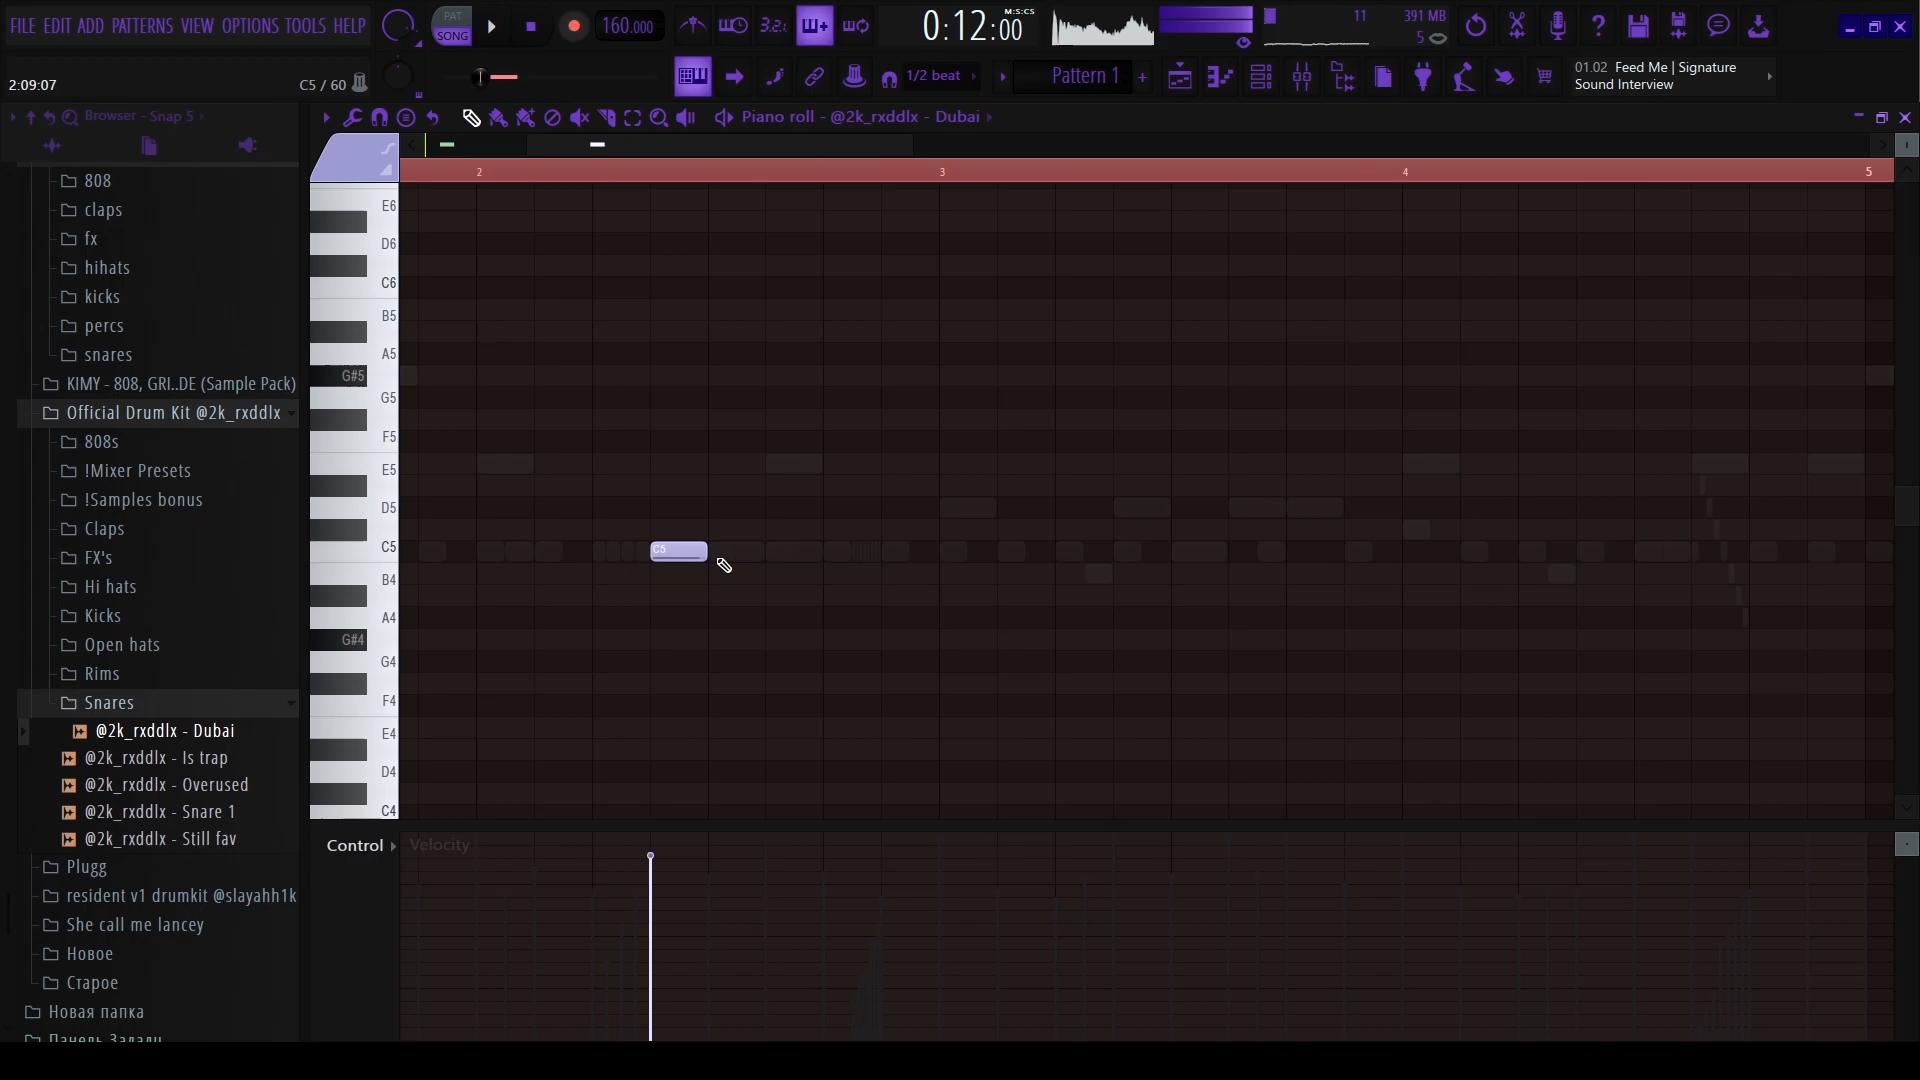 FILE EDIT ADD PATTERNS VIEW OPTIONS TOOLS HELP
PAT
SONG
160.000
3.2.
0:12:00
M:S:CS
11
391 MB
5
2:09:07
C5 / 60
1/2 beat
Pattern 1
01.02 Feed Me | Signature
Sound Interview
Browser - Snap 5
Piano roll - @2k_rxddlx - Dubai
2
3
4
5
808
claps
fx
hihats
kicks
percs
snares
KIMY - 808, GRI..DE (Sample Pack)
Official Drum Kit @2k_rxddlx
808s
!Mixer Presets
!Samples bonus
Claps
FX's
Hi hats
Kicks
Open hats
Rims
Snares
@2k_rxddlx - Dubai
@2k_rxddlx - Is trap
@2k_rxddlx - Overused
@2k_rxddlx - Snare 1
@2k_rxddlx - Still fav
Plugg
resident v1 drumkit @slayahh1k
She call me lancey
Новое
Старое
Новая папка
E6
D6
C6
B5
A5
G#5
G5
F5
E5
D5
C5
C5
B4
A4
G#4
G4
F4
E4
D4
C4
Control
Velocity